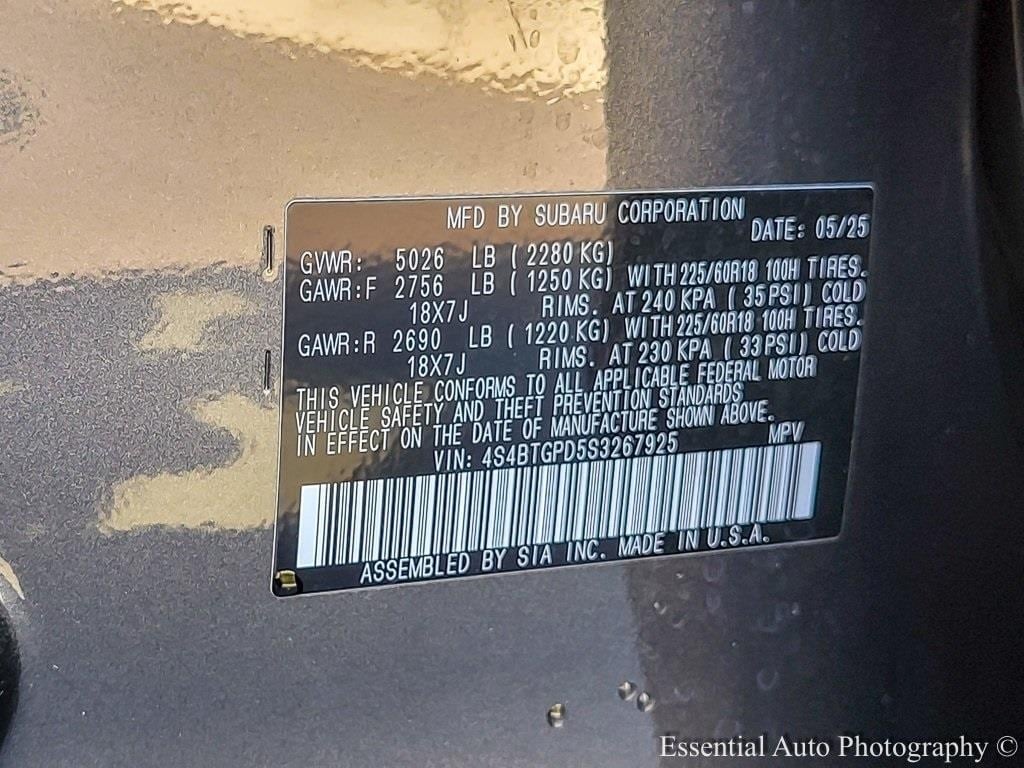 MFD BY SUBARU CORPORATION
DATE: 05/25
GVWR: 5026 LB (2280 KG)
GAWR:F 2756 LB (1250 KG) WITH 225/60R18 100H TIRES.
18X7J RIMS. AT 240 KPA (35 PSI) COLD
GAWR:R 2690 LB (1220 KG) WITH 225/60R18 100H TIRES.
18X7J RIMS. AT 230 KPA (33 PSI) COLD
THIS VEHICLE CONFORMS TO ALL APPLICABLE FEDERAL MOTOR
VEHICLE SAFETY AND THEFT PREVENTION STANDARDS
IN EFFECT ON THE DATE OF MANUFACTURE SHOWN ABOVE.
VIN: 4S4BTGPD5S3267925 MPV
ASSEMBLED BY SIA INC. MADE IN U.S.A.
Essential Auto Photography ©